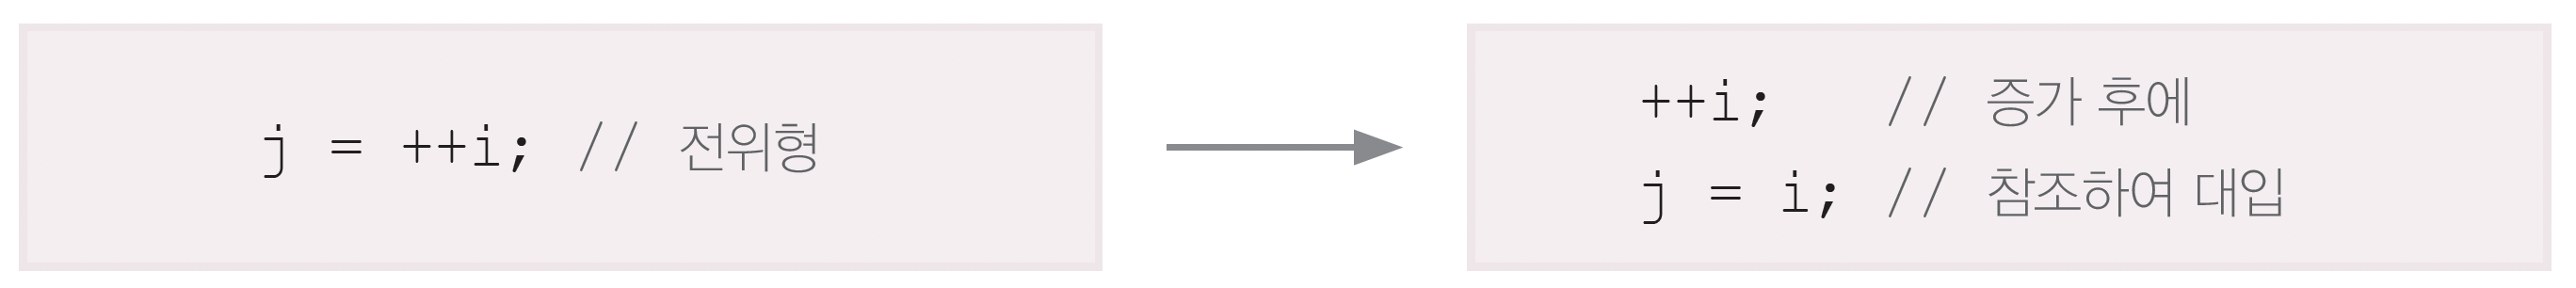 j = ++i; // 전위형
++i; // 증가 후에
j = i; // 참조하여 대입